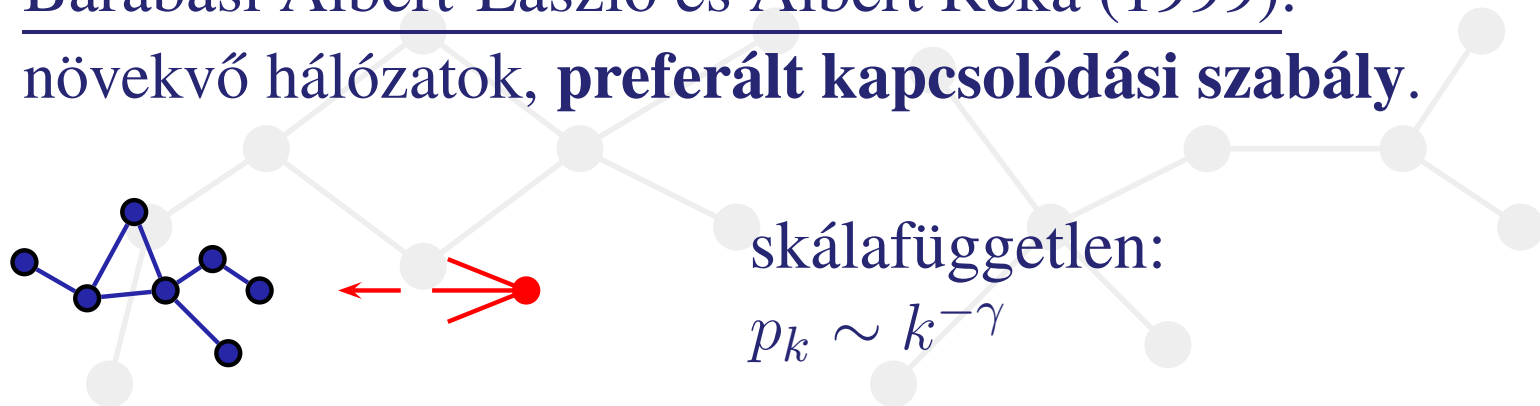 Barabási Albert-László és Albert Réka (1999):
növekvő hálózatok, preferált kapcsolódási szabály.
skálafüggetlen:
p_k ∼ k^{−γ}